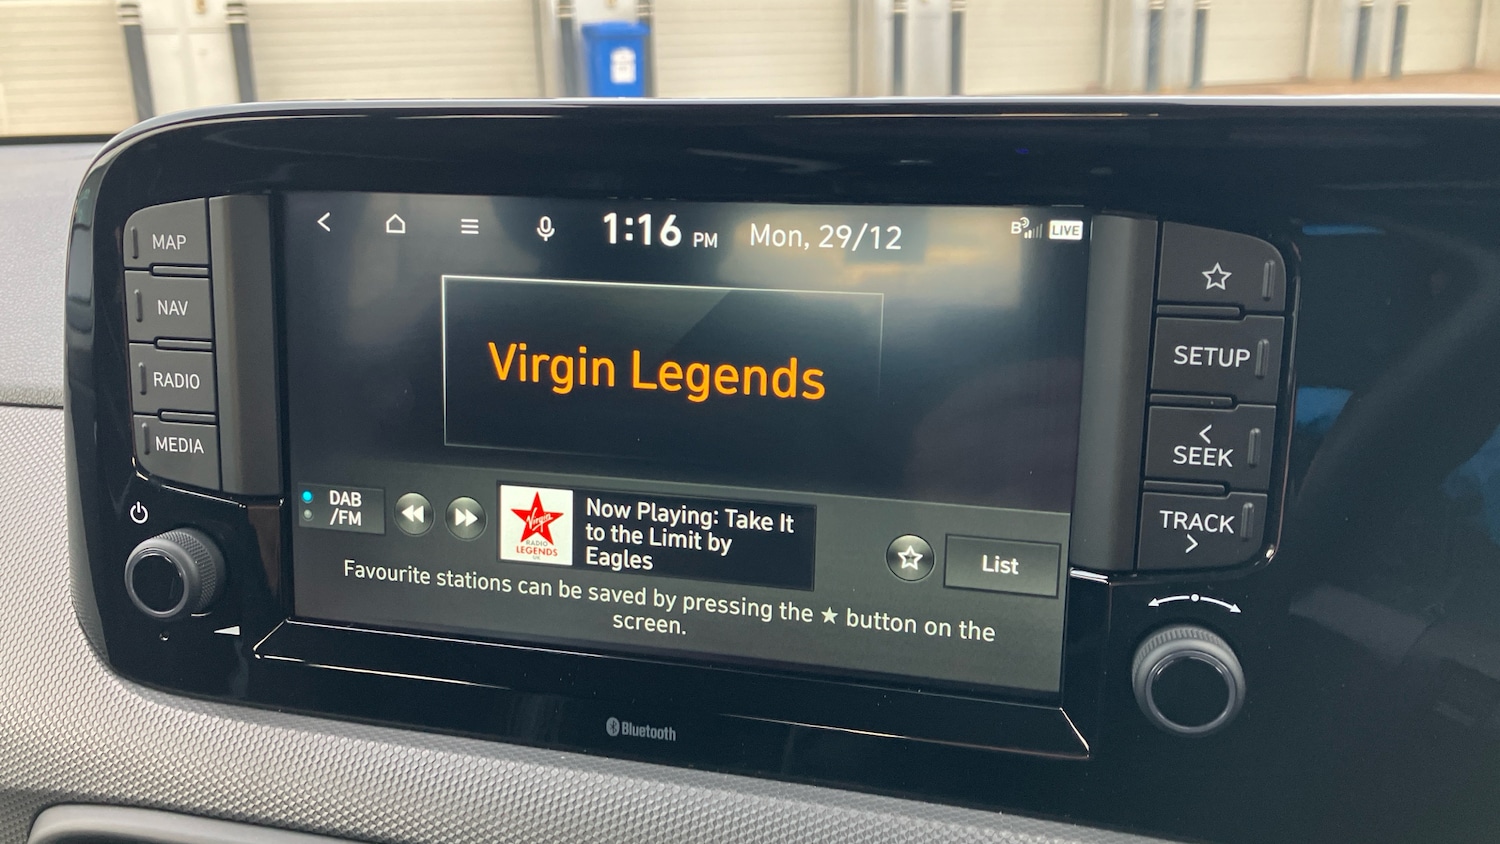 1:16 PM Mon, 29/12
LIVE
MAP
NAV
RADIO
MEDIA
Virgin Legends
DAB
/FM
Virgin
RADIO
LEGENDS
UK
Now Playing: Take It
to the Limit by
Eagles
List
Favourite stations can be saved by pressing the ★ button on the
screen.
SETUP
< SEEK
TRACK >
Bluetooth